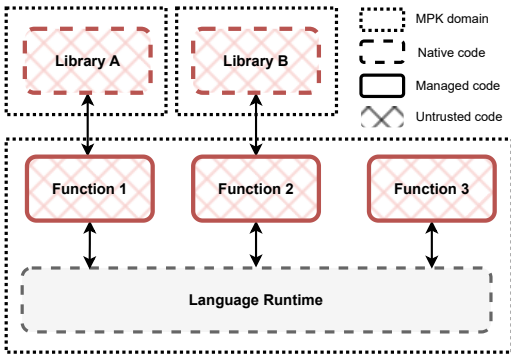 Library A
Library B
MPK domain
Native code
Managed code
Untrusted code
Function 1
Function 2
Function 3
Language Runtime